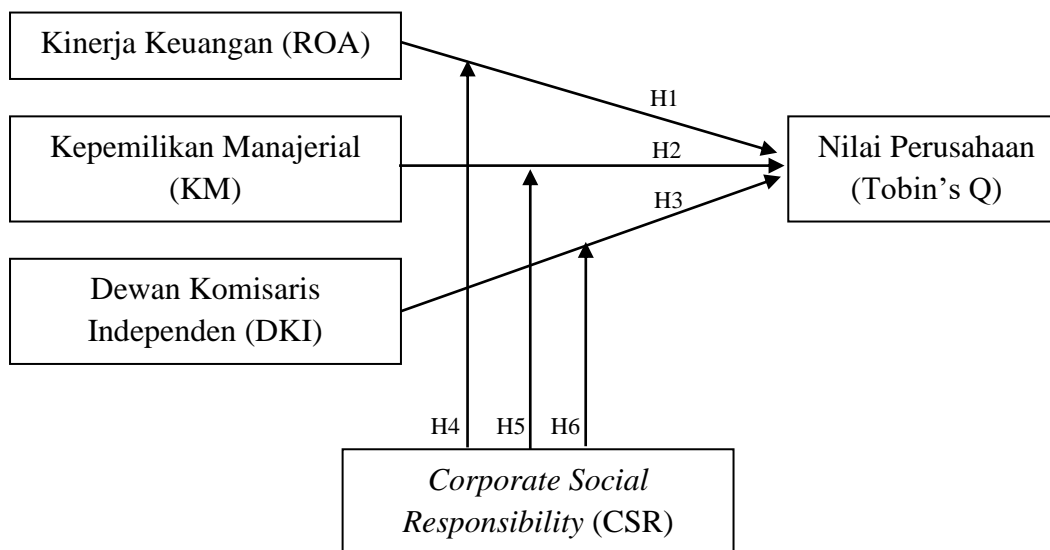 Kinerja Keuangan (ROA)
H1
Kepemilikan Manajerial
(KM)
H2
Nilai Perusahaan
(Tobin’s Q)
H3
Dewan Komisaris
Independen (DKI)
H4
H5
H6
Corporate Social
Responsibility (CSR)